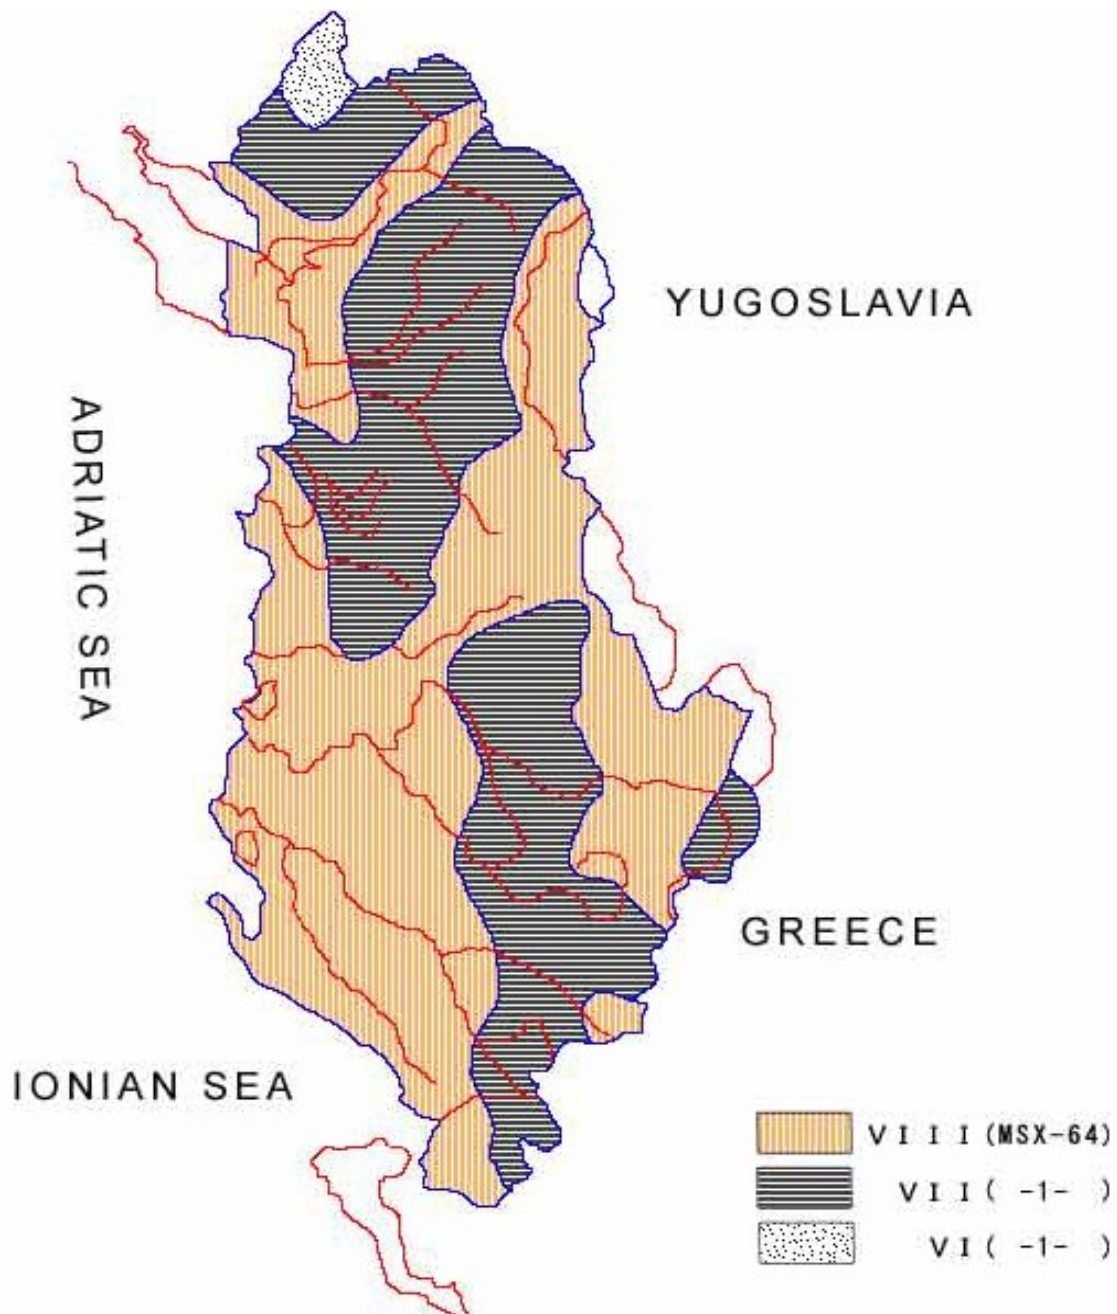 YUGOSLAVIA
ADRIATIC SEA
GREECE
IONIAN SEA
V I I I (MSX-64)
V I I ( -1- )
V I ( -1- )